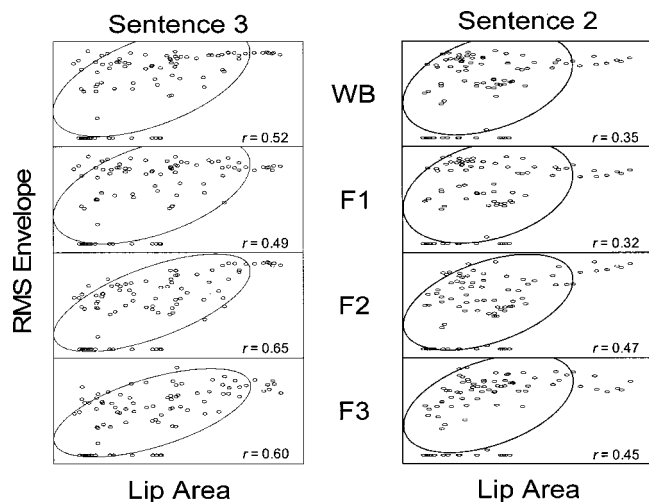 Sentence 3
Sentence 2
RMS Envelope
r = 0.52
WB
r = 0.35
r = 0.49
F1
r = 0.32
r = 0.65
F2
r = 0.47
r = 0.60
F3
r = 0.45
Lip Area
Lip Area